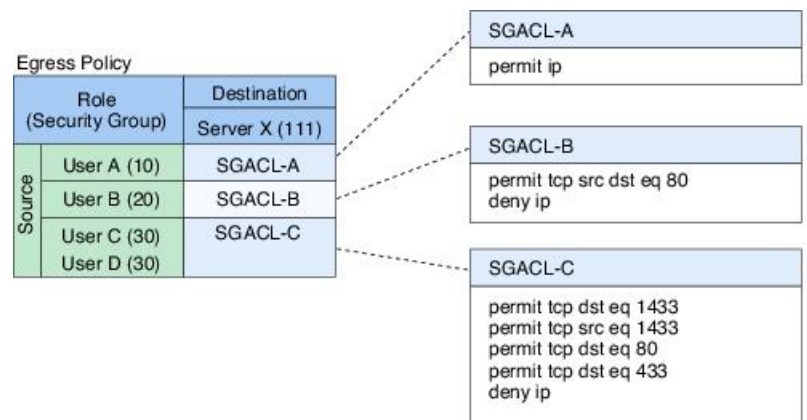 Egress Policy
Role
(Security Group)
Destination
Server X (111)
Source
User A (10)
SGACL-A
User B (20)
SGACL-B
User C (30)
User D (30)
SGACL-C
SGACL-A
permit ip
SGACL-B
permit tcp src dst eq 80
deny ip
SGACL-C
permit tcp dst eq 1433
permit tcp src eq 1433
permit tcp dst eq 80
permit tcp dst eq 433
deny ip